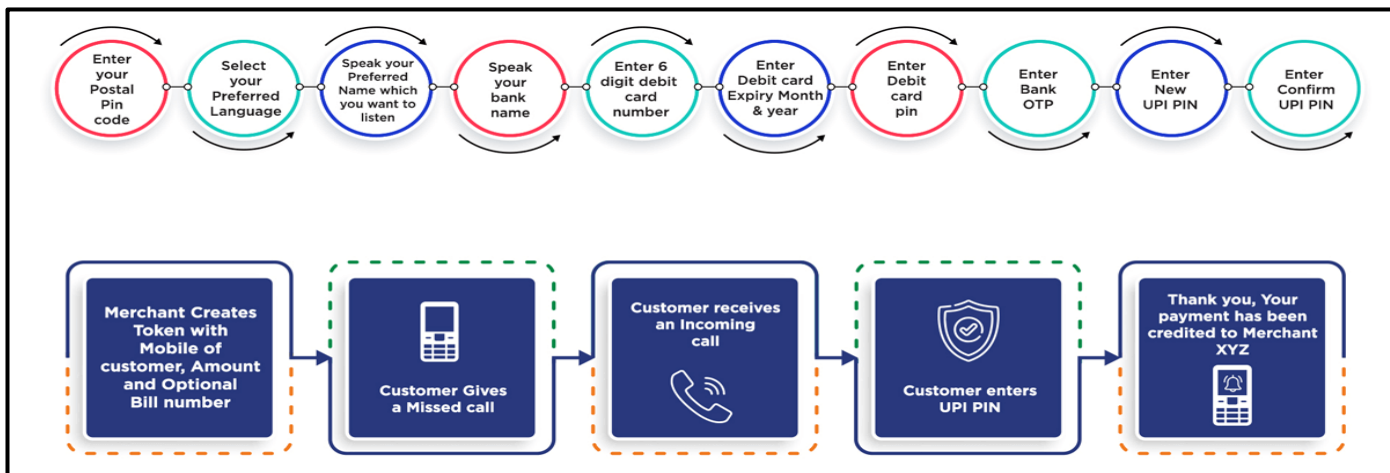 Enter
your
Postal
Pin
code
Select
your
Preferred
Language
Speak your
Preferred
Name which
you want to
listen
Speak
your
bank
name
Enter 6
digit debit
card
number
Enter
Debit card
Expiry Month
& year
Enter
Debit
card
pin
Enter
Bank
OTP
Enter
New
UPI PIN
Enter
Confirm
UPI PIN
Merchant Creates
Token with
Mobile of
customer, Amount
and Optional
Bill number
Customer Gives
a Missed call
Customer receives
an Incoming
call
Customer enters
UPI PIN
Thank you, Your
payment has been
credited to Merchant
XYZ